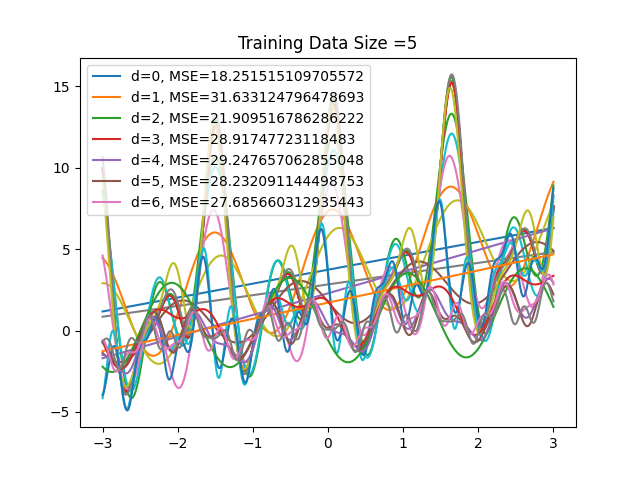 Training Data Size =5
d=0, MSE=18.251515109705572
d=1, MSE=31.633124796478693
d=2, MSE=21.909516786286222
d=3, MSE=28.91747723118483
d=4, MSE=29.247657062855048
d=5, MSE=28.232091144498753
d=6, MSE=27.685660312935443
15
10
5
0
−5
−3
−2
−1
0
1
2
3